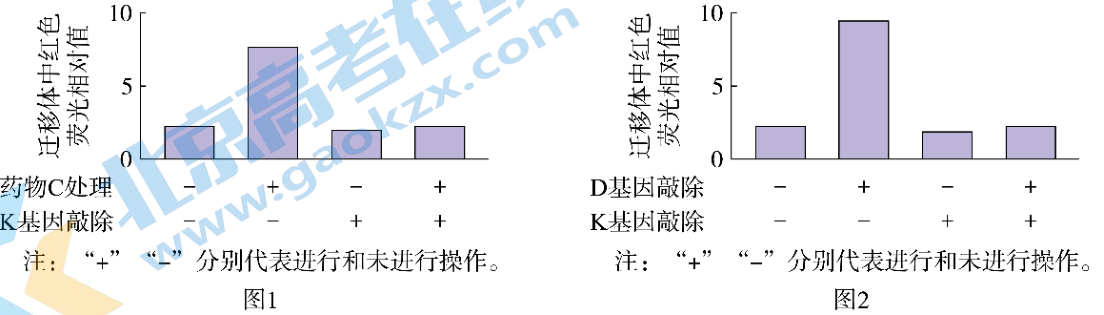 迁移体中红色
荧光相对值
10
5
0
药物C处理 − + − +
K基因敲除 − − + +
注：“+”“−”分别代表进行和未进行操作。
图1
迁移体中红色
荧光相对值
10
5
0
D基因敲除 − + − +
K基因敲除 − − + +
注：“+”“−”分别代表进行和未进行操作。
图2
北京高考在线
www.gaokzx.com